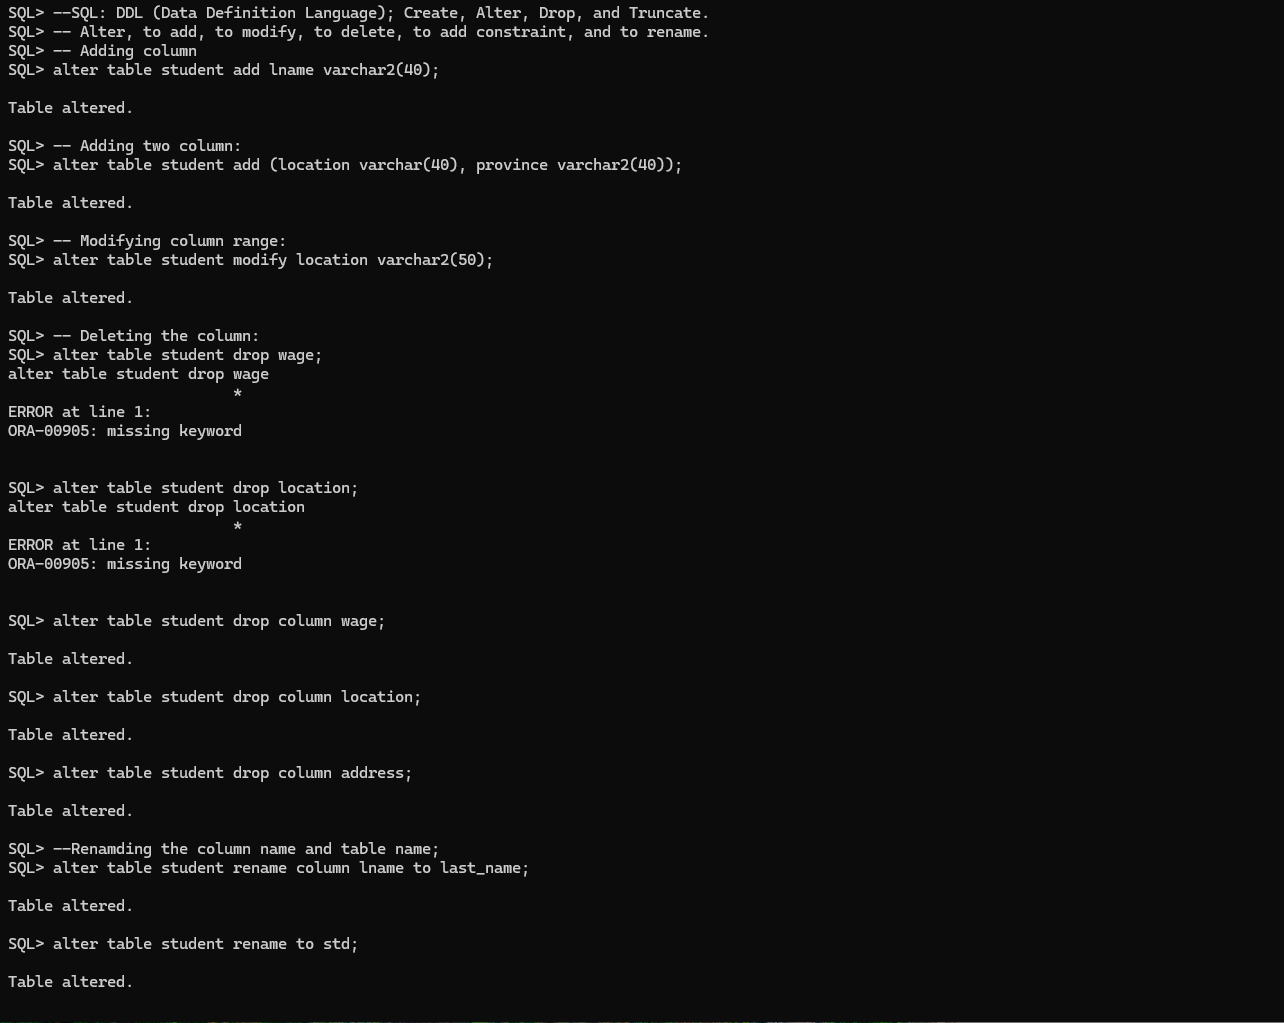 SQL> --SQL: DDL (Data Definition Language); Create, Alter, Drop, and Truncate.
SQL> -- Alter, to add, to modify, to delete, to add constraint, and to rename.
SQL> -- Adding column
SQL> alter table student add lname varchar2(40);
Table altered.
SQL> -- Adding two column:
SQL> alter table student add (location varchar(40), province varchar2(40));
Table altered.
SQL> -- Modifying column range:
SQL> alter table student modify location varchar2(50);
Table altered.
SQL> -- Deleting the column:
SQL> alter table student drop wage;
alter table student drop wage
*
ERROR at line 1:
ORA-00905: missing keyword
SQL> alter table student drop location;
alter table student drop location
*
ERROR at line 1:
ORA-00905: missing keyword
SQL> alter table student drop column wage;
Table altered.
SQL> alter table student drop column location;
Table altered.
SQL> alter table student drop column address;
Table altered.
SQL> --Renamding the column name and table name;
SQL> alter table student rename column lname to last_name;
Table altered.
SQL> alter table student rename to std;
Table altered.